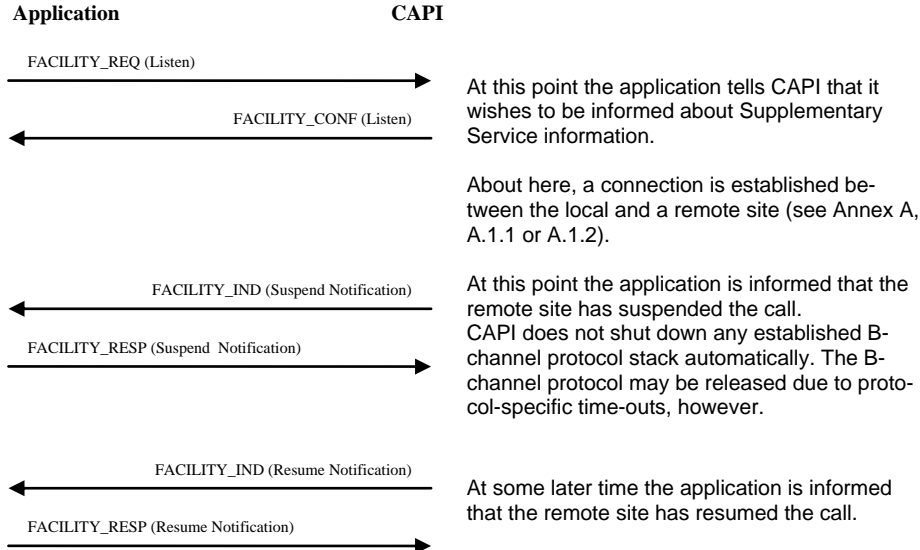 Application CAPI
FACILITY_REQ (Listen)
FACILITY_CONF (Listen)
At this point the application tells CAPI that it
wishes to be informed about Supplementary
Service information.
About here, a connection is established be-
tween the local and a remote site (see Annex A,
A.1.1 or A.1.2).
FACILITY_IND (Suspend Notification)
FACILITY_RESP (Suspend  Notification)
At this point the application is informed that the
remote site has suspended the call.
CAPI does not shut down any established B-
channel protocol stack automatically. The B-
channel protocol may be released due to proto-
col-specific time-outs, however.
FACILITY_IND (Resume Notification)
FACILITY_RESP (Resume Notification)
At some later time the application is informed
that the remote site has resumed the call.